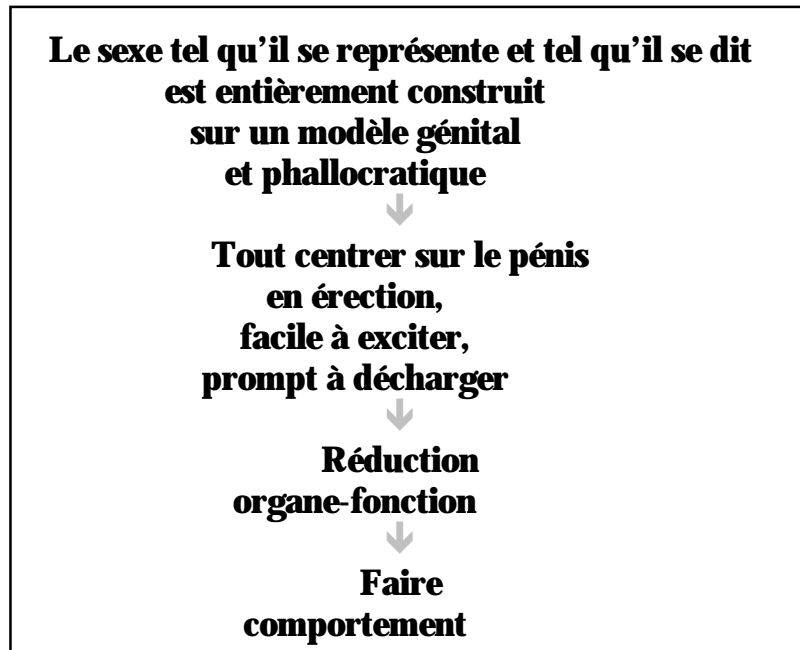 Le sexe tel qu’il se représente et tel qu’il se dit
est entièrement construit
sur un modèle génital
et phallocratique
Tout centrer sur le pénis
en érection,
facile à exciter,
prompt à décharger
Réduction
organe-fonction
Faire
comportement